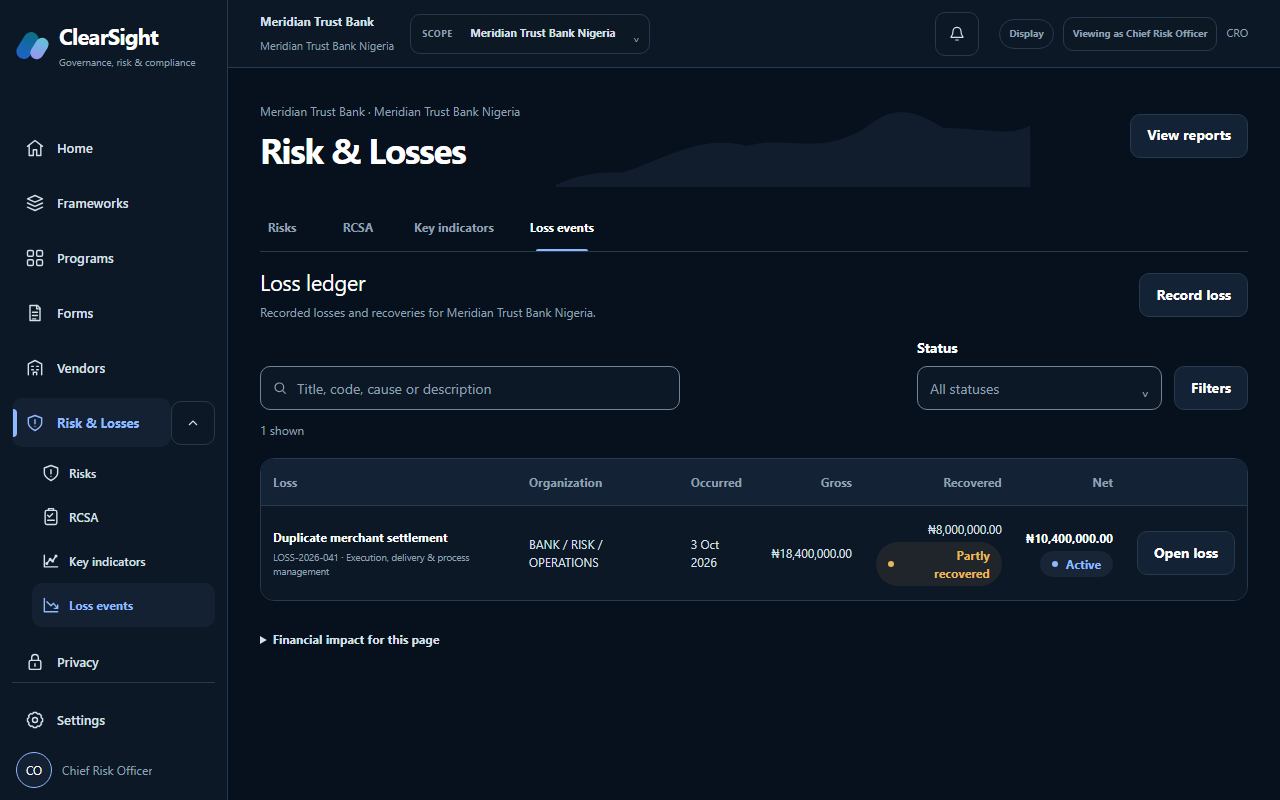 ClearSight
Governance, risk & compliance
Home
Frameworks
Programs
Forms
Vendors
Risk & Losses
Risks
RCSA
Key indicators
Loss events
Privacy
Settings
CO
Chief Risk Officer
Meridian Trust Bank
Meridian Trust Bank Nigeria
SCOPE
Meridian Trust Bank Nigeria
Display
Viewing as Chief Risk Officer
CRO
Meridian Trust Bank · Meridian Trust Bank Nigeria
Risk & Losses
View reports
Risks
RCSA
Key indicators
Loss events
Loss ledger
Recorded losses and recoveries for Meridian Trust Bank Nigeria.
Record loss
Status
Title, code, cause or description
All statuses
Filters
1 shown
Loss
Organization
Occurred
Gross
Recovered
Net
Duplicate merchant settlement
LOSS-2026-041 · Execution, delivery & process
management
BANK / RISK /
OPERATIONS
3 Oct
2026
₦18,400,000.00
₦8,000,000.00
Partly
recovered
₦10,400,000.00
Active
Open loss
Financial impact for this page